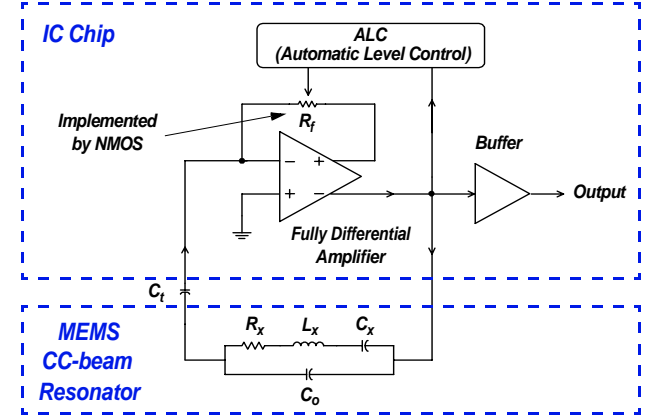 IC Chip
ALC
(Automatic Level Control)
Implemented
by NMOS
Rf
− +
+ −
Buffer
Output
Fully Differential
Amplifier
Ct
MEMS
CC-beam
Resonator
Rx Lx Cx
Co